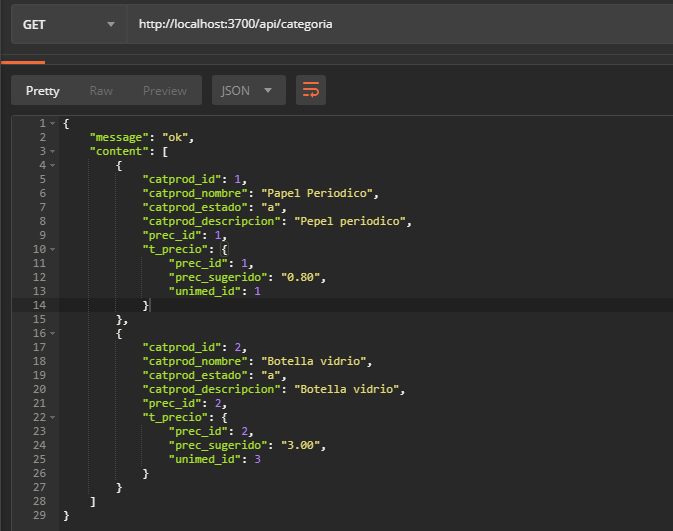 GET http://localhost:3700/api/categoria
Pretty Raw Preview JSON
1 {
2 "message": "ok",
3 "content": [
4 {
5 "catprod_id": 1,
6 "catprod_nombre": "Papel Periodico",
7 "catprod_estado": "a",
8 "catprod_descripcion": "Pepel periodico",
9 "prec_id": 1,
10 "t_precio": {
11 "prec_id": 1,
12 "prec_sugerido": "0.80",
13 "unimed_id": 1
14 }
15 },
16 {
17 "catprod_id": 2,
18 "catprod_nombre": "Botella vidrio",
19 "catprod_estado": "a",
20 "catprod_descripcion": "Botella vidrio",
21 "prec_id": 2,
22 "t_precio": {
23 "prec_id": 2,
24 "prec_sugerido": "3.00",
25 "unimed_id": 3
26 }
27 }
28 ]
29 }